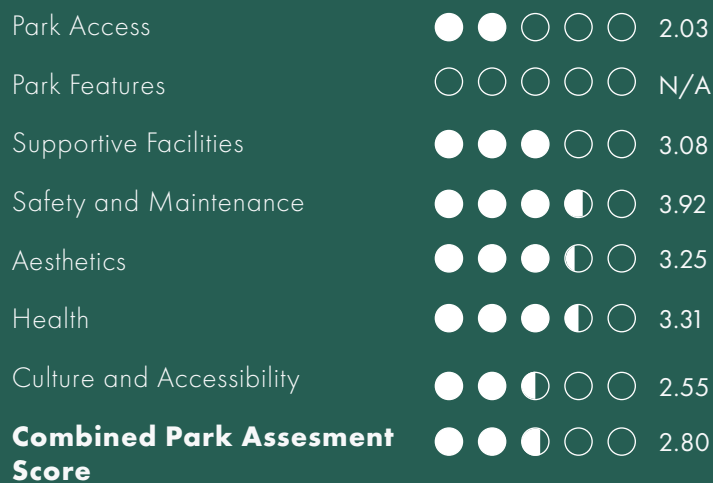 Park Access 2.03
Park Features N/A
Supportive Facilities 3.08
Safety and Maintenance 3.92
Aesthetics 3.25
Health 3.31
Culture and Accessibility 2.55
Combined Park Assesment 2.80
Score